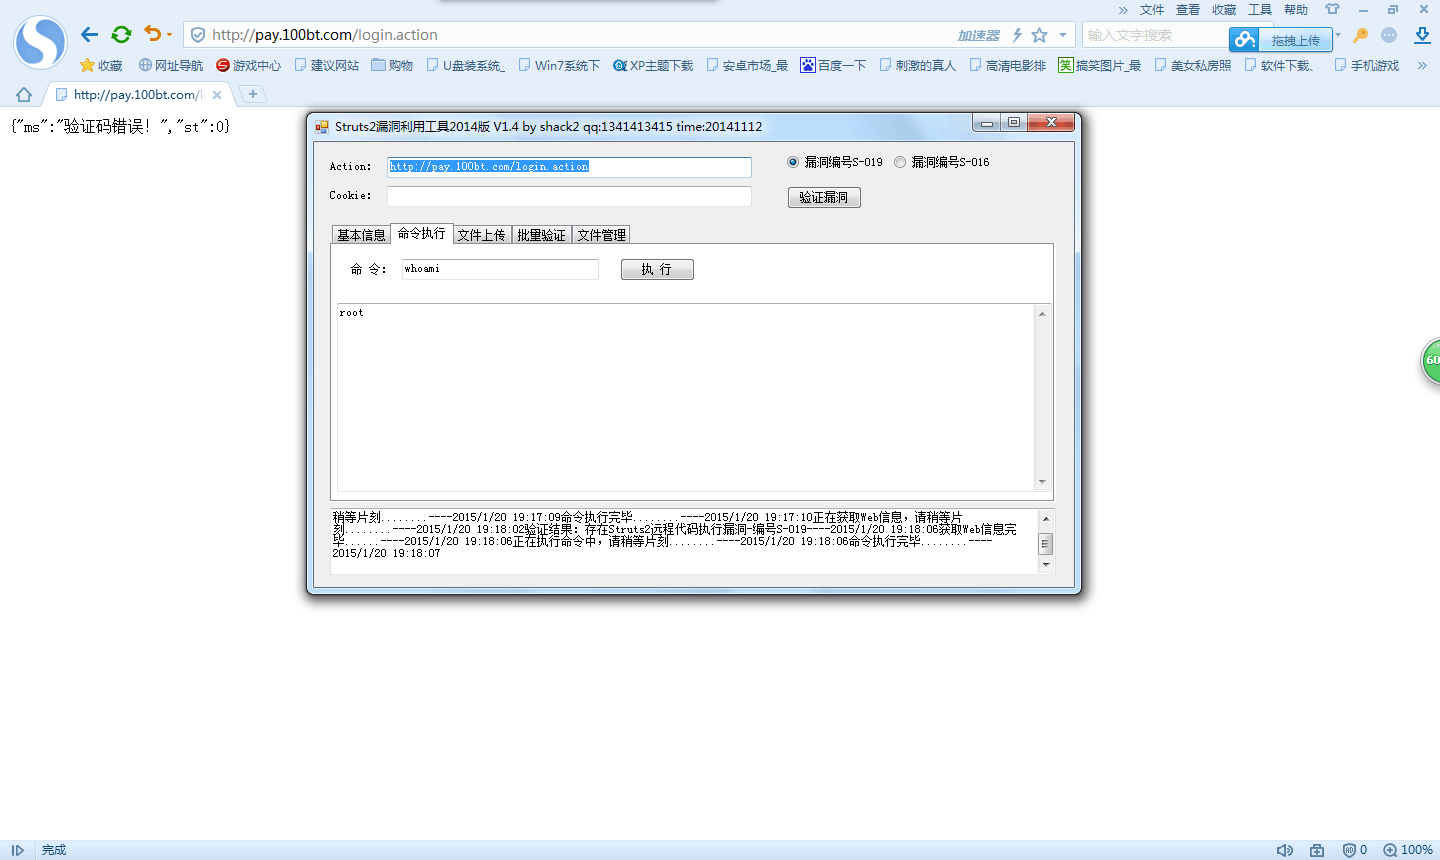 » 文件 查看 收藏 工具 帮助
http://pay.100bt.com/login.action 加速器 输入文字搜索 拖拽上传
收藏 网址导航 游戏中心 建议网站 购物 U盘装系统_ Win7系统下 XP主题下载 安卓市场_最 百度一下 刺激的真人 高清电影排 笑 搞笑图片_最 美女私房照 软件下载、 手机游戏 »
http://pay.100bt.com/l
{"ms":"验证码错误！","st":0}
Struts2漏洞利用工具2014版 V1.4 by shack2 qq:1341413415 time:20141112
Action: http://pay.100bt.com/login.action 漏洞编号S-019 漏洞编号S-016
Cookie: 验证漏洞
基本信息 命令执行 文件上传 批量验证 文件管理
命 令: whoami 执 行
root
60
稍等片刻........----2015/1/20 19:17:09命令执行完毕........----2015/1/20 19:17:10正在获取Web信息，请稍等片
刻........----2015/1/20 19:18:02验证结果：存在Struts2远程代码执行漏洞-编号S-019----2015/1/20 19:18:06获取Web信息完
毕......----2015/1/20 19:18:06正在执行命令中，请稍等片刻........----2015/1/20 19:18:06命令执行完毕........----
2015/1/20 19:18:07
完成 0 100%